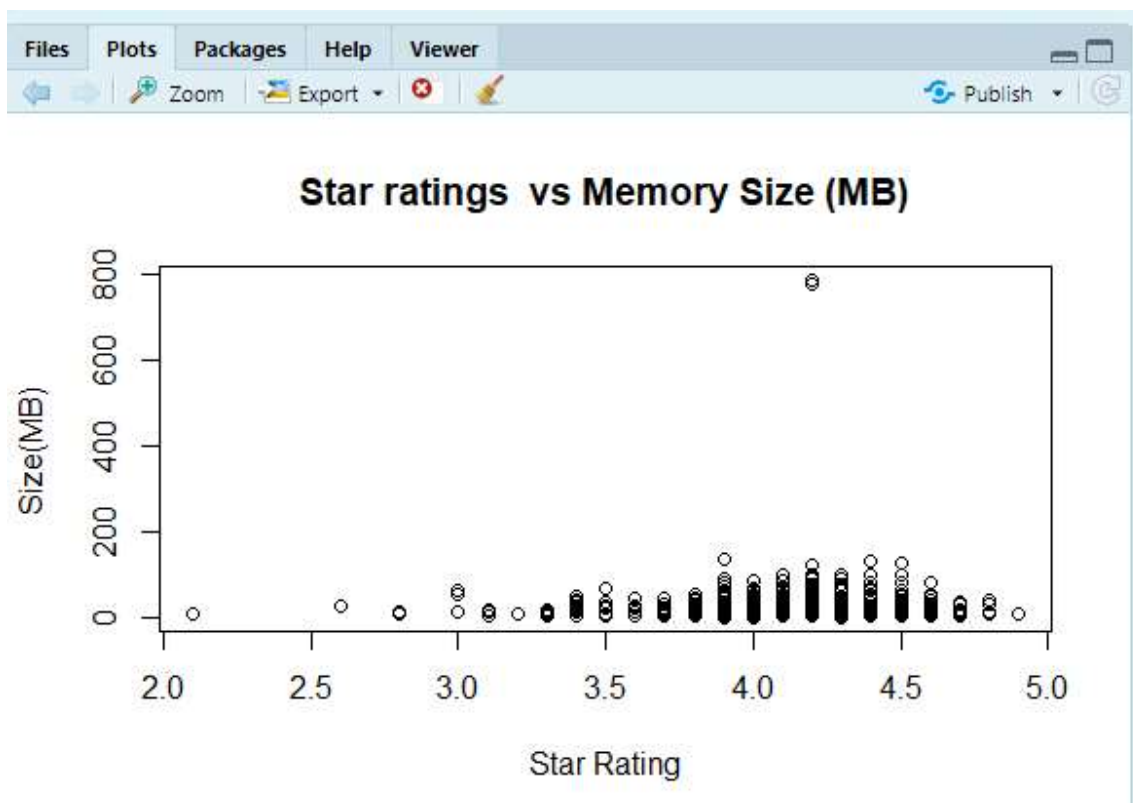 Files Plots Packages Help Viewer
Zoom Export Publish
Star ratings  vs Memory Size (MB)
Size(MB)
800
600
400
200
0
2.0 2.5 3.0 3.5 4.0 4.5 5.0
Star Rating